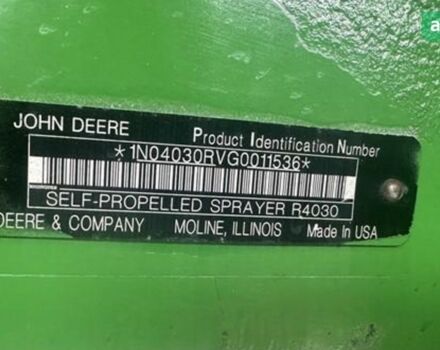 JOHN DEERE
Product Identification Number
*1N04030RVG0011536*
SELF-PROPELLED SPRAYER R4030
DEERE & COMPANY MOLINE, ILLINOIS Made In USA